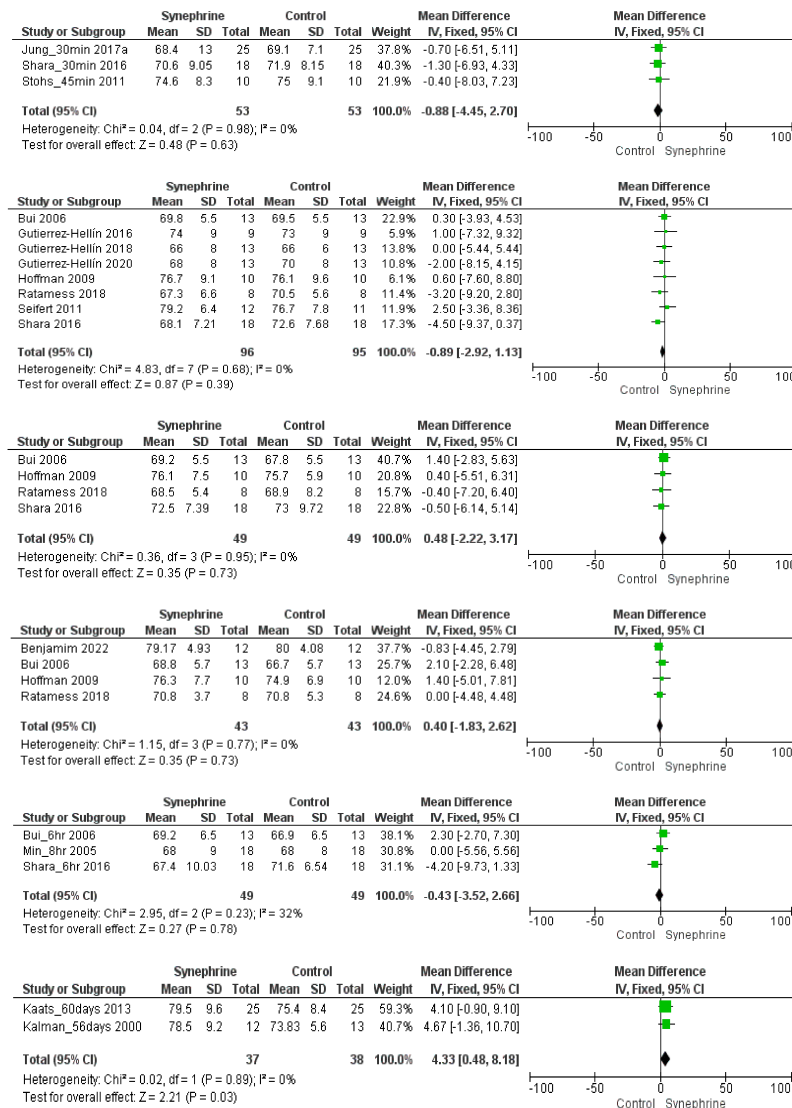 Synephrine Control Mean Difference Mean Difference
Study or Subgroup Mean SD Total Mean SD Total Weight IV, Fixed, 95% CI IV, Fixed, 95% CI
Jung_30min 2017a 68.4 13 25 69.1 7.1 25 37.8% -0.70 [-6.51, 5.11]
Shara_30min 2016 70.6 9.05 18 71.9 8.15 18 40.3% -1.30 [-6.93, 4.33]
Stohs_45min 2011 74.6 8.3 10 75 9.1 10 21.9% -0.40 [-8.03, 7.23]
Total (95% CI) 53 53 100.0% -0.88 [-4.45, 2.70]
Heterogeneity: Chi² = 0.04, df = 2 (P = 0.98); I² = 0%
Test for overall effect: Z = 0.48 (P = 0.63)
-100 -50 0 50 100
Control Synephrine
Synephrine Control Mean Difference Mean Difference
Study or Subgroup Mean SD Total Mean SD Total Weight IV, Fixed, 95% CI IV, Fixed, 95% CI
Bui 2006 69.8 5.5 13 69.5 5.5 13 22.9% 0.30 [-3.93, 4.53]
Gutierrez-Hellín 2016 74 9 9 73 9 9 5.9% 1.00 [-7.32, 9.32]
Gutierrez-Hellín 2018 66 8 13 66 6 13 13.8% 0.00 [-5.44, 5.44]
Gutierrez-Hellín 2020 68 8 13 70 8 13 10.8% -2.00 [-8.15, 4.15]
Hoffman 2009 76.7 9.1 10 76.1 9.6 10 6.1% 0.60 [-7.60, 8.80]
Ratamess 2018 67.3 6.6 8 70.5 5.6 8 11.4% -3.20 [-9.20, 2.80]
Seifert 2011 79.2 6.4 12 76.7 7.8 11 11.9% 2.50 [-3.36, 8.36]
Shara 2016 68.1 7.21 18 72.6 7.68 18 17.3% -4.50 [-9.37, 0.37]
Total (95% CI) 96 95 100.0% -0.89 [-2.92, 1.13]
Heterogeneity: Chi² = 4.83, df = 7 (P = 0.68); I² = 0%
Test for overall effect: Z = 0.87 (P = 0.39)
-100 -50 0 50 100
Control Synephrine
Synephrine Control Mean Difference Mean Difference
Study or Subgroup Mean SD Total Mean SD Total Weight IV, Fixed, 95% CI IV, Fixed, 95% CI
Bui 2006 69.2 5.5 13 67.8 5.5 13 40.7% 1.40 [-2.83, 5.63]
Hoffman 2009 76.1 7.5 10 75.7 5.9 10 20.8% 0.40 [-5.51, 6.31]
Ratamess 2018 68.5 5.4 8 68.9 8.2 8 15.7% -0.40 [-7.20, 6.40]
Shara 2016 72.5 7.39 18 73 9.72 18 22.8% -0.50 [-6.14, 5.14]
Total (95% CI) 49 49 100.0% 0.48 [-2.22, 3.17]
Heterogeneity: Chi² = 0.36, df = 3 (P = 0.95); I² = 0%
Test for overall effect: Z = 0.35 (P = 0.73)
-100 -50 0 50 100
Control Synephrine
Synephrine Control Mean Difference Mean Difference
Study or Subgroup Mean SD Total Mean SD Total Weight IV, Fixed, 95% CI IV, Fixed, 95% CI
Benjamim 2022 79.17 4.93 12 80 4.08 12 37.7% -0.83 [-4.45, 2.79]
Bui 2006 68.8 5.7 13 66.7 5.7 13 25.7% 2.10 [-2.28, 6.48]
Hoffman 2009 76.3 7.7 10 74.9 6.9 10 12.0% 1.40 [-5.01, 7.81]
Ratamess 2018 70.8 3.7 8 70.8 5.3 8 24.6% 0.00 [-4.48, 4.48]
Total (95% CI) 43 43 100.0% 0.40 [-1.83, 2.62]
Heterogeneity: Chi² = 1.15, df = 3 (P = 0.77); I² = 0%
Test for overall effect: Z = 0.35 (P = 0.73)
-100 -50 0 50 100
Control Synephrine
Synephrine Control Mean Difference Mean Difference
Study or Subgroup Mean SD Total Mean SD Total Weight IV, Fixed, 95% CI IV, Fixed, 95% CI
Bui_6hr 2006 69.2 6.5 13 66.9 6.5 13 38.1% 2.30 [-2.70, 7.30]
Min_8hr 2005 68 9 18 68 8 18 30.8% 0.00 [-5.56, 5.56]
Shara_6hr 2016 67.4 10.03 18 71.6 6.54 18 31.1% -4.20 [-9.73, 1.33]
Total (95% CI) 49 49 100.0% -0.43 [-3.52, 2.66]
Heterogeneity: Chi² = 2.95, df = 2 (P = 0.23); I² = 32%
Test for overall effect: Z = 0.27 (P = 0.78)
-100 -50 0 50 100
Control Synephrine
Synephrine Control Mean Difference Mean Difference
Study or Subgroup Mean SD Total Mean SD Total Weight IV, Fixed, 95% CI IV, Fixed, 95% CI
Kaats_60days 2013 79.5 9.6 25 75.4 8.4 25 59.3% 4.10 [-0.90, 9.10]
Kalman_56days 2000 78.5 9.2 12 73.83 5.6 13 40.7% 4.67 [-1.36, 10.70]
Total (95% CI) 37 38 100.0% 4.33 [0.48, 8.18]
Heterogeneity: Chi² = 0.02, df = 1 (P = 0.89); I² = 0%
Test for overall effect: Z = 2.21 (P = 0.03)
-100 -50 0 50 100
Control Synephrine